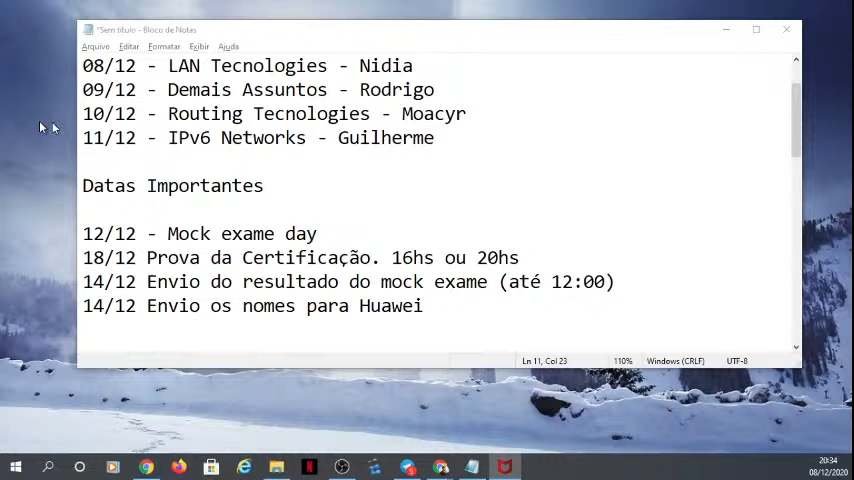 *Sem título - Bloco de Notas
Arquivo Editar Formatar Exibir Ajuda
08/12 - LAN Tecnologies - Nidia
09/12 - Demais Assuntos - Rodrigo
10/12 - Routing Tecnologies - Moacyr
11/12 - IPv6 Networks - Guilherme
Datas Importantes
12/12 - Mock exame day
18/12 Prova da Certificação. 16hs ou 20hs
14/12 Envio do resultado do mock exame (até 12:00)
14/12 Envio os nomes para Huawei
Ln 11, Col 23 110% Windows (CRLF) UTF-8
20:34
08/12/2020